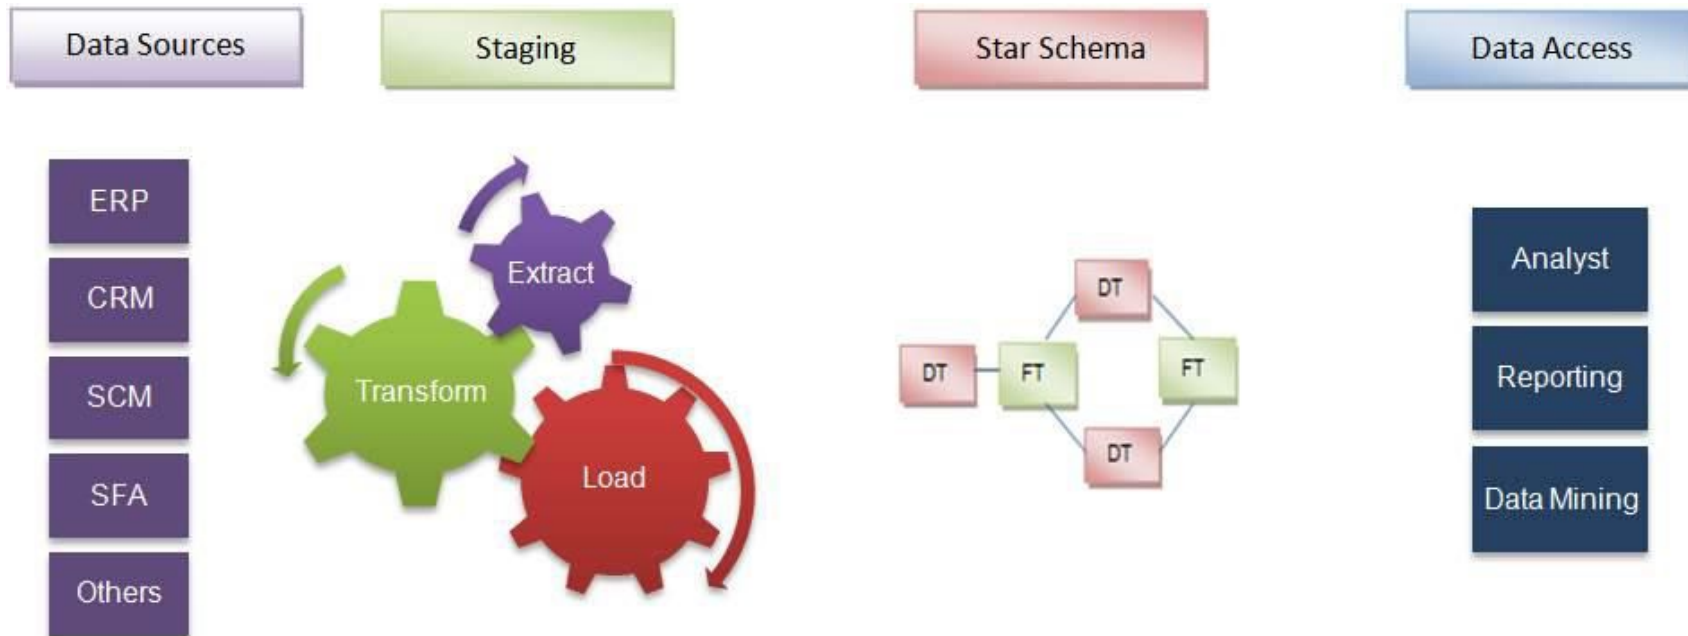 Data Sources
Staging
Star Schema
Data Access
ERP
CRM
SCM
SFA
Others
Extract
Transform
Load
DT
DT
FT
FT
DT
Analyst
Reporting
Data Mining